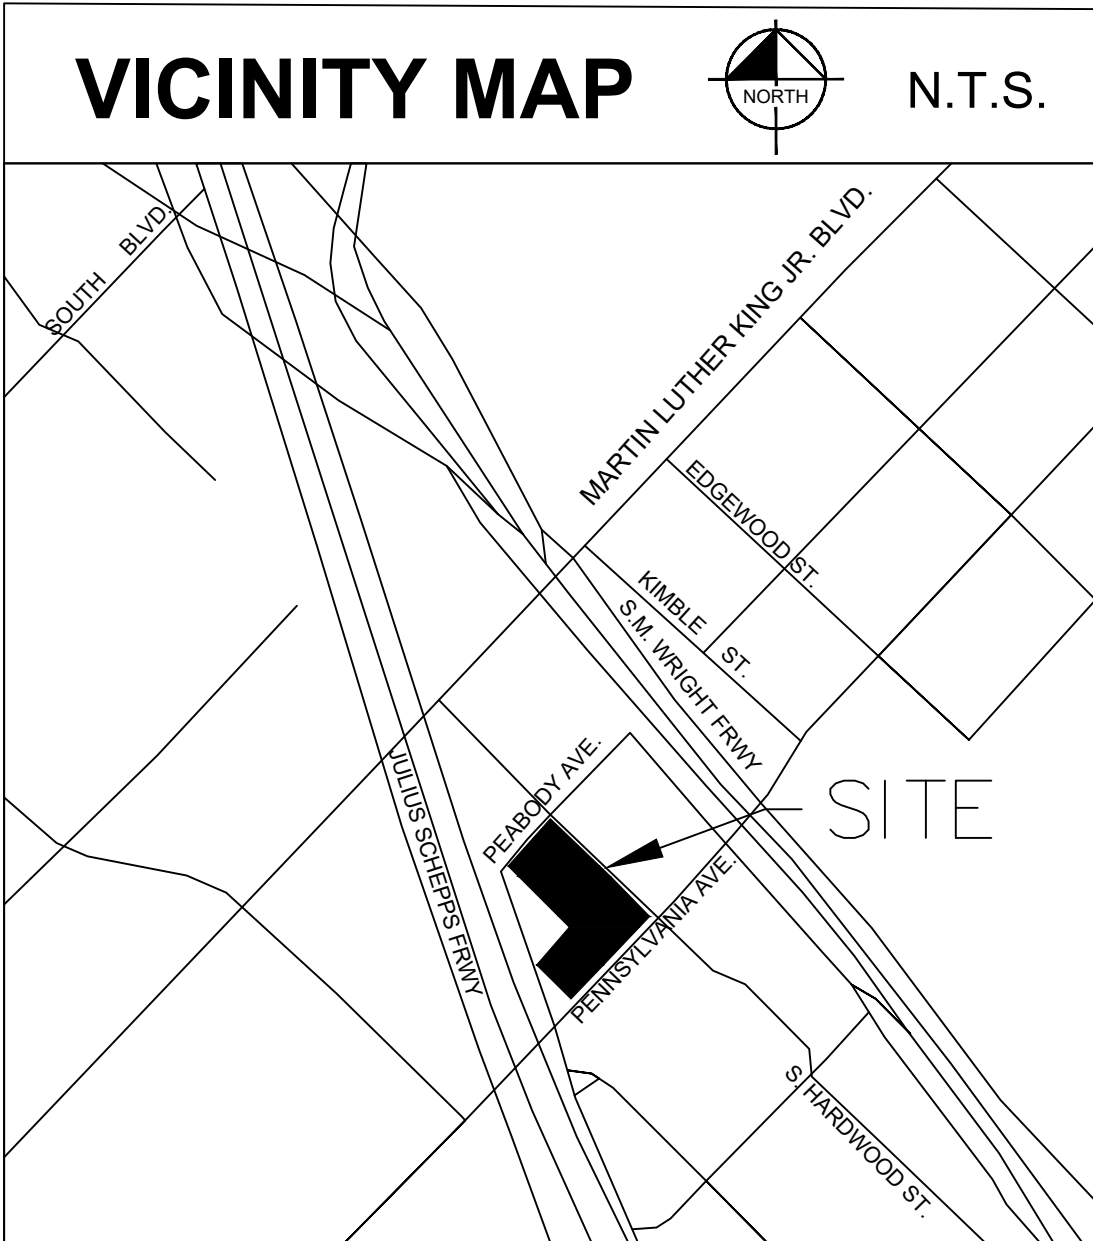 VICINITY MAP
NORTH
N.T.S.
SOUTH BLVD.
MARTIN LUTHER KING JR. BLVD.
EDGEWOOD ST.
KIMBLE ST.
S.M. WRIGHT FRWY
PEABODY AVE.
JULIUS SCHEPPS FRWY
SITE
PENNSYLVANIA AVE.
S. HARDWOOD ST.